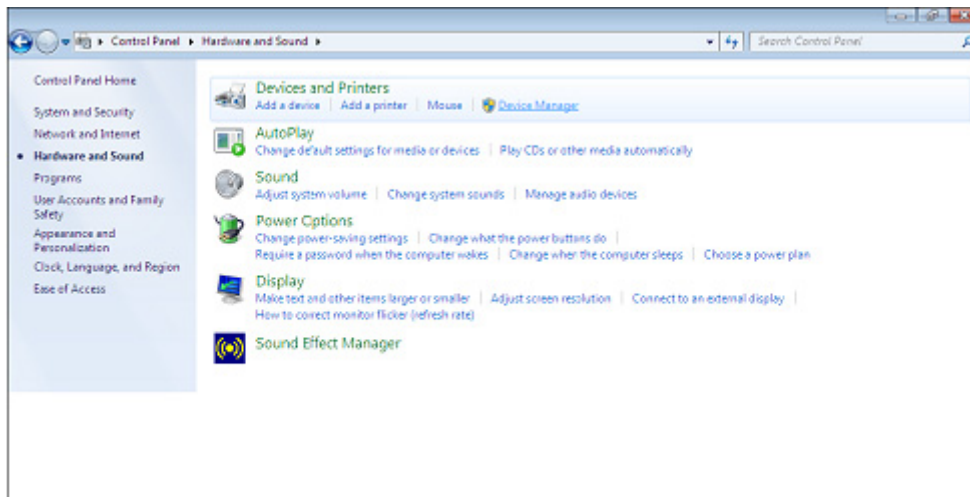 Control Panel ▸ Hardware and Sound ▸
Search Control Panel
Control Panel Home
System and Security
Network and Internet
Hardware and Sound
Programs
User Accounts and Family
Safety
Appearance and
Personalization
Clock, Language, and Region
Ease of Access
Devices and Printers
Add a device | Add a printer | Mouse | Device Manager
AutoPlay
Change default settings for media or devices | Play CDs or other media automatically
Sound
Adjust system volume | Change system sounds | Manage audio devices
Power Options
Change power-saving settings | Change what the power buttons do |
Require a password when the computer wakes | Change when the computer sleeps | Choose a power plan
Display
Make text and other items larger or smaller | Adjust screen resolution | Connect to an external display |
How to correct monitor flicker (refresh rate)
Sound Effect Manager